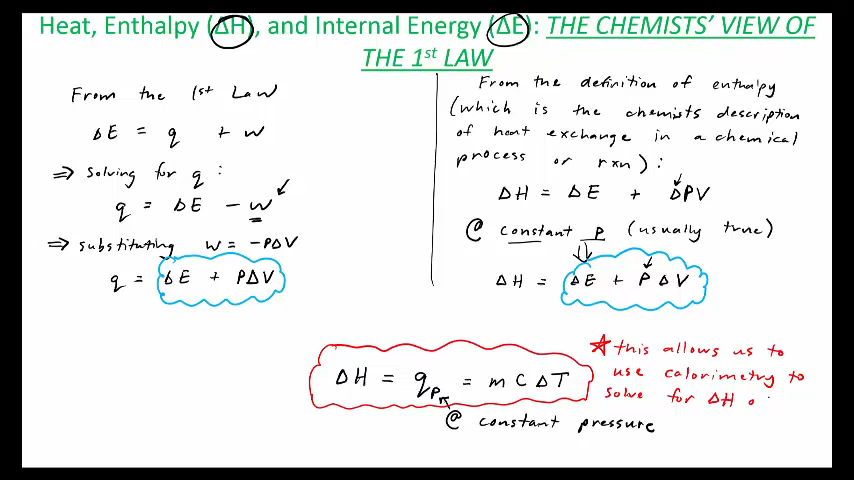 Heat, Enthalpy (ΔH), and Internal Energy (ΔE): THE CHEMISTS' VIEW OF
THE 1st LAW
From the 1st Law
ΔE = q + w
⇒ solving for q :
q = ΔE - w
⇒ substituting w = -PΔV
q = ΔE + PΔV
From the definition of enthalpy
(which is the chemists description
of heat exchange in a chemical
process or rxn) :
ΔH = ΔE + ΔPV
@ constant P (usually true)
ΔH = ΔE + PΔV
ΔH = qP = m C ΔT
@ constant pressure
☆ this allows us to
use calorimetry to
solve for ΔH o